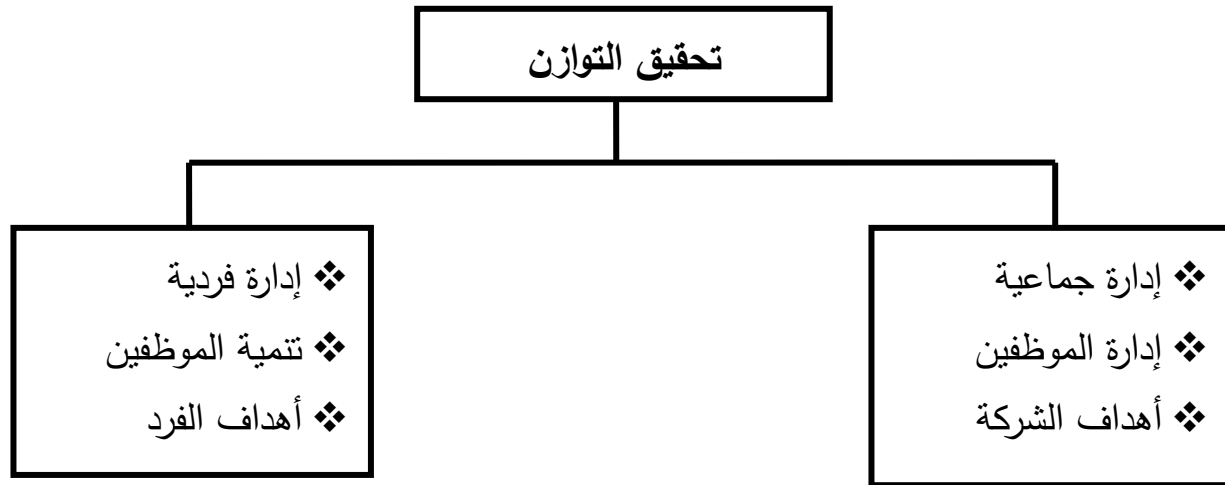 تحقيق التوازن
❖ إدارة جماعية
❖ إدارة الموظفين
❖ أهداف الشركة
❖ إدارة فردية
❖ تنمية الموظفين
❖ أهداف الفرد